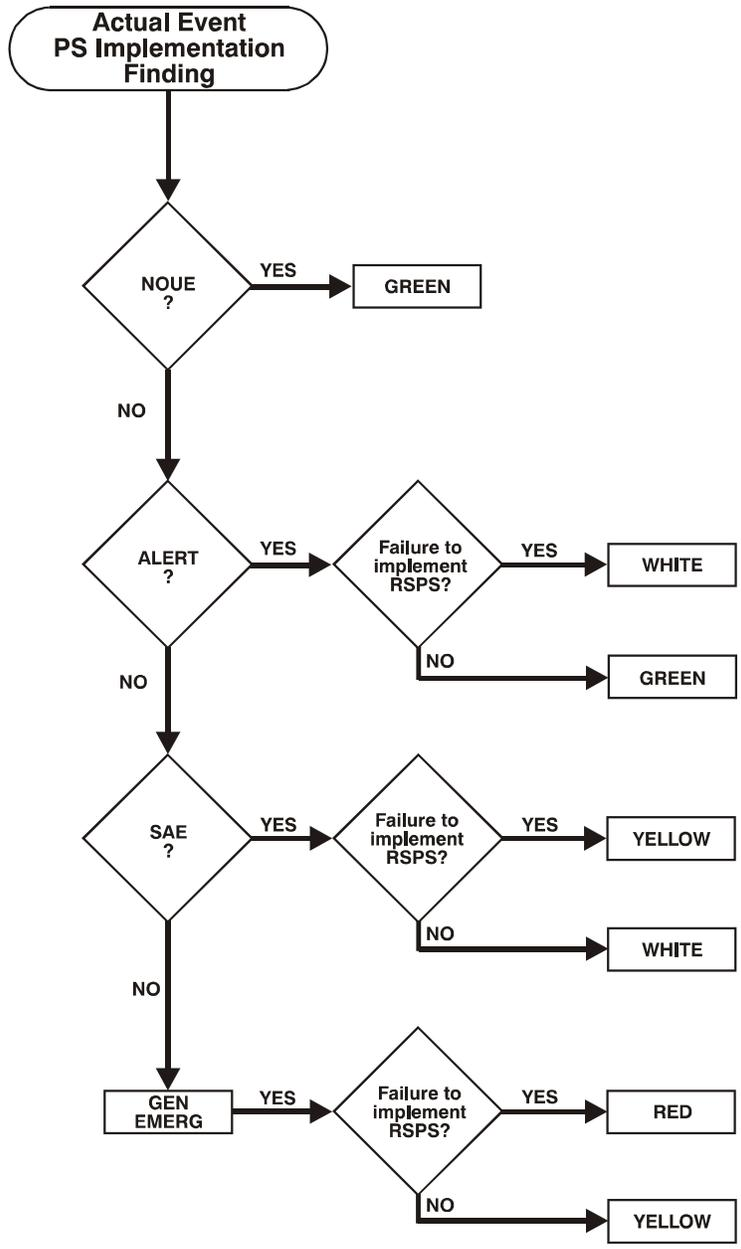 Actual Event
PS Implementation
Finding
NOUE
?
YES
GREEN
NO
ALERT
?
YES
Failure to
implement
RSPS?
YES
WHITE
NO
GREEN
NO
SAE
?
YES
Failure to
implement
RSPS?
YES
YELLOW
NO
WHITE
NO
GEN
EMERG
YES
Failure to
implement
RSPS?
YES
RED
NO
YELLOW